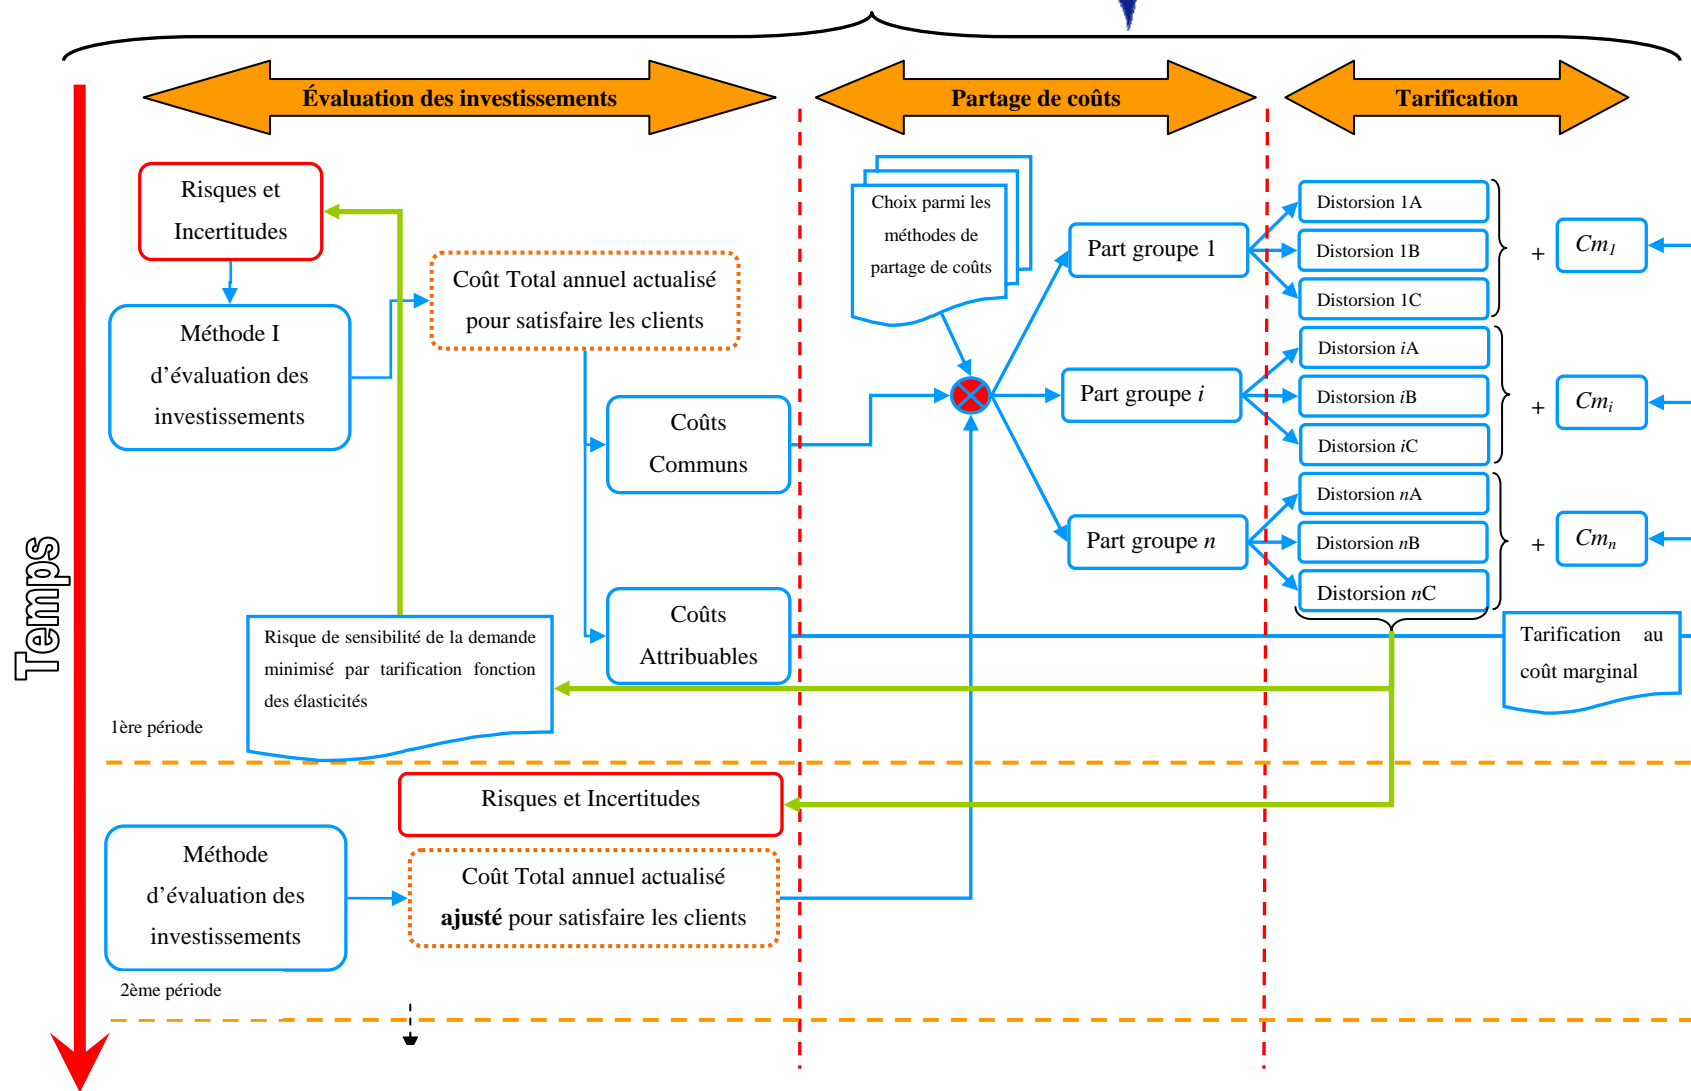 Évaluation des investissements
Partage de coûts
Tarification
Risques et
Incertitudes
Méthode I
d’évaluation des
investissements
Coût Total annuel actualisé
pour satisfaire les clients
Coûts
Communs
Coûts
Attribuables
Choix parmi les
méthodes de
partage de coûts
Part groupe 1
Part groupe i
Part groupe n
Distorsion 1A
Distorsion 1B
Distorsion 1C
+
Cm1
Distorsion iA
Distorsion iB
Distorsion iC
+
Cmi
Distorsion nA
Distorsion nB
Distorsion nC
+
Cmn
Tarification au
coût marginal
Risque de sensibilité de la demande
minimisé par tarification fonction
des élasticités
1ère période
Temps
Risques et Incertitudes
Méthode
d’évaluation des
investissements
Coût Total annuel actualisé
ajusté pour satisfaire les clients
2ème période